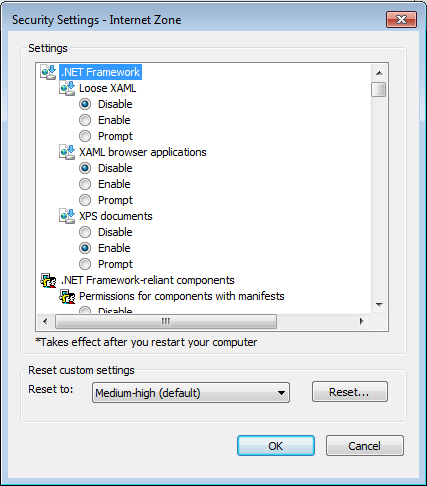 Security Settings - Internet Zone
Settings
.NET Framework
Loose XAML
Disable
Enable
Prompt
XAML browser applications
Disable
Enable
Prompt
XPS documents
Disable
Enable
Prompt
.NET Framework-reliant components
Permissions for components with manifests
Disable
*Takes effect after you restart your computer
Reset custom settings
Reset to: Medium-high (default) Reset...
OK Cancel